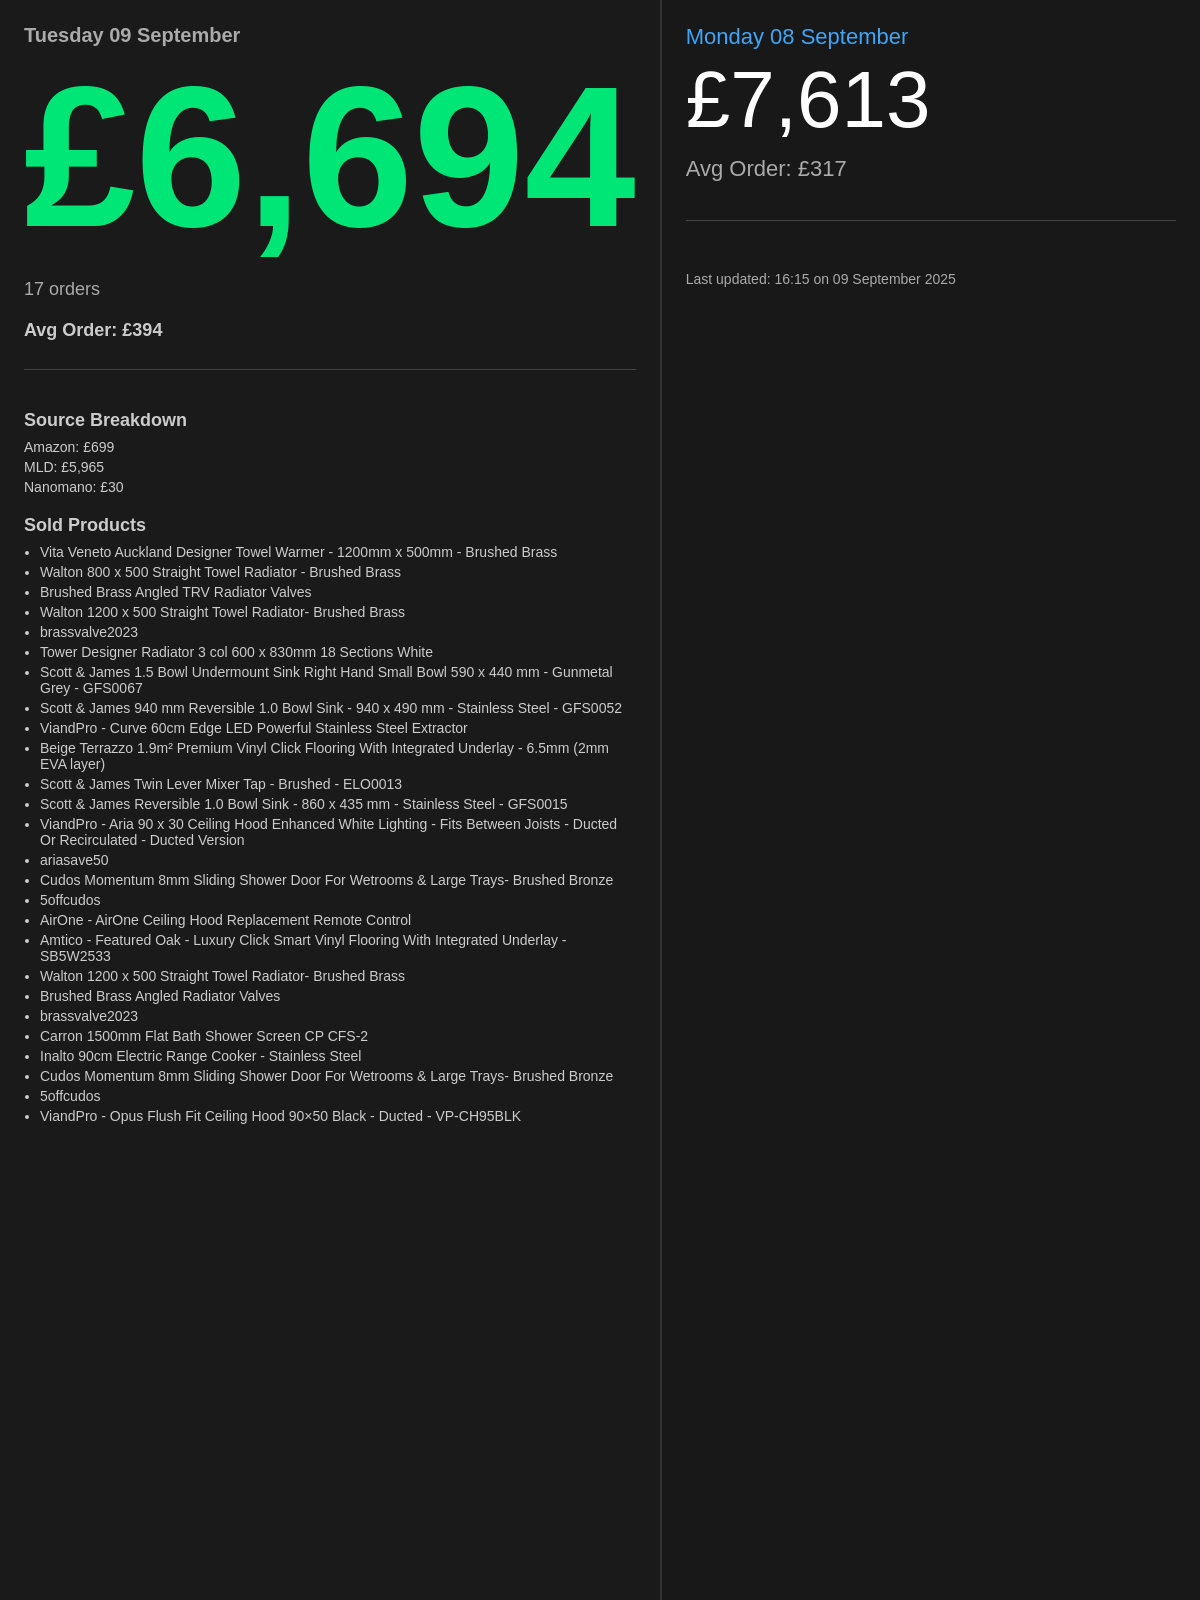 Tuesday 09 September
£6,694
17 orders
Avg Order: £394
Source Breakdown
Amazon: £699
MLD: £5,965
Nanomano: £30
Sold Products
• Vita Veneto Auckland Designer Towel Warmer - 1200mm x 500mm - Brushed Brass
• Walton 800 x 500 Straight Towel Radiator - Brushed Brass
• Brushed Brass Angled TRV Radiator Valves
• Walton 1200 x 500 Straight Towel Radiator- Brushed Brass
• brassvalve2023
• Tower Designer Radiator 3 col 600 x 830mm 18 Sections White
• Scott & James 1.5 Bowl Undermount Sink Right Hand Small Bowl 590 x 440 mm - Gunmetal
Grey - GFS0067
• Scott & James 940 mm Reversible 1.0 Bowl Sink - 940 x 490 mm - Stainless Steel - GFS0052
• ViandPro - Curve 60cm Edge LED Powerful Stainless Steel Extractor
• Beige Terrazzo 1.9m² Premium Vinyl Click Flooring With Integrated Underlay - 6.5mm (2mm
EVA layer)
• Scott & James Twin Lever Mixer Tap - Brushed - ELO0013
• Scott & James Reversible 1.0 Bowl Sink - 860 x 435 mm - Stainless Steel - GFS0015
• ViandPro - Aria 90 x 30 Ceiling Hood Enhanced White Lighting - Fits Between Joists - Ducted
Or Recirculated - Ducted Version
• ariasave50
• Cudos Momentum 8mm Sliding Shower Door For Wetrooms & Large Trays- Brushed Bronze
• 5offcudos
• AirOne - AirOne Ceiling Hood Replacement Remote Control
• Amtico - Featured Oak - Luxury Click Smart Vinyl Flooring With Integrated Underlay -
SB5W2533
• Walton 1200 x 500 Straight Towel Radiator- Brushed Brass
• Brushed Brass Angled Radiator Valves
• brassvalve2023
• Carron 1500mm Flat Bath Shower Screen CP CFS-2
• Inalto 90cm Electric Range Cooker - Stainless Steel
• Cudos Momentum 8mm Sliding Shower Door For Wetrooms & Large Trays- Brushed Bronze
• 5offcudos
• ViandPro - Opus Flush Fit Ceiling Hood 90×50 Black - Ducted - VP-CH95BLK
Monday 08 September
£7,613
Avg Order: £317
Last updated: 16:15 on 09 September 2025